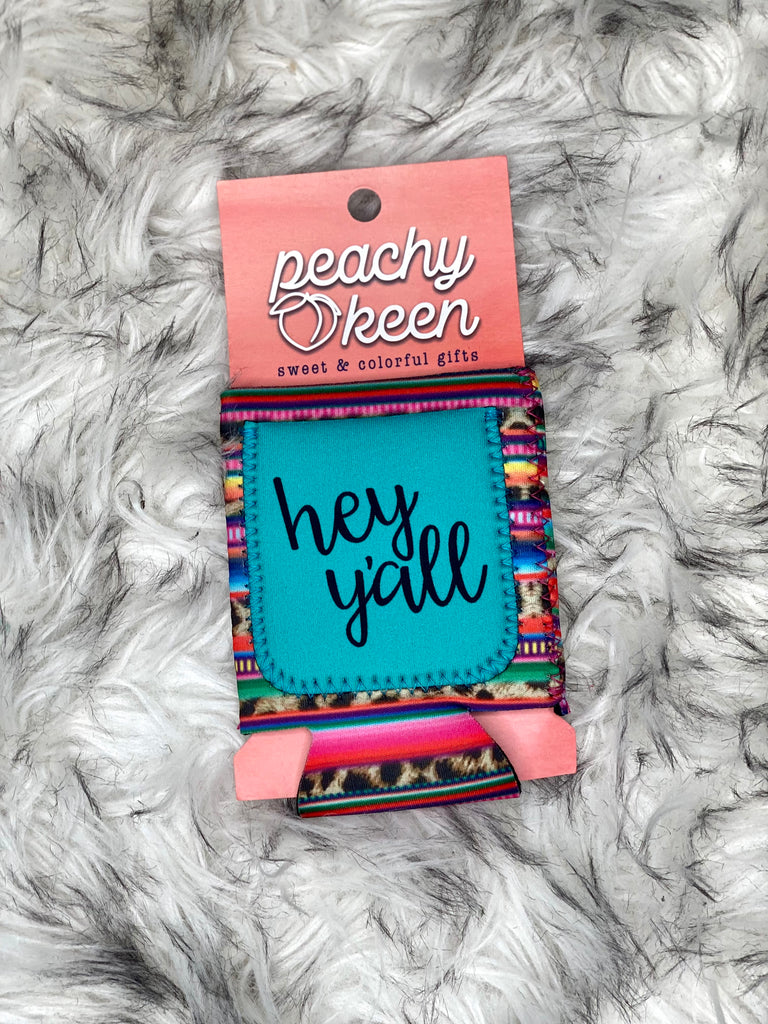 peachy
keen
sweet & colorful gifts
hey
y'all